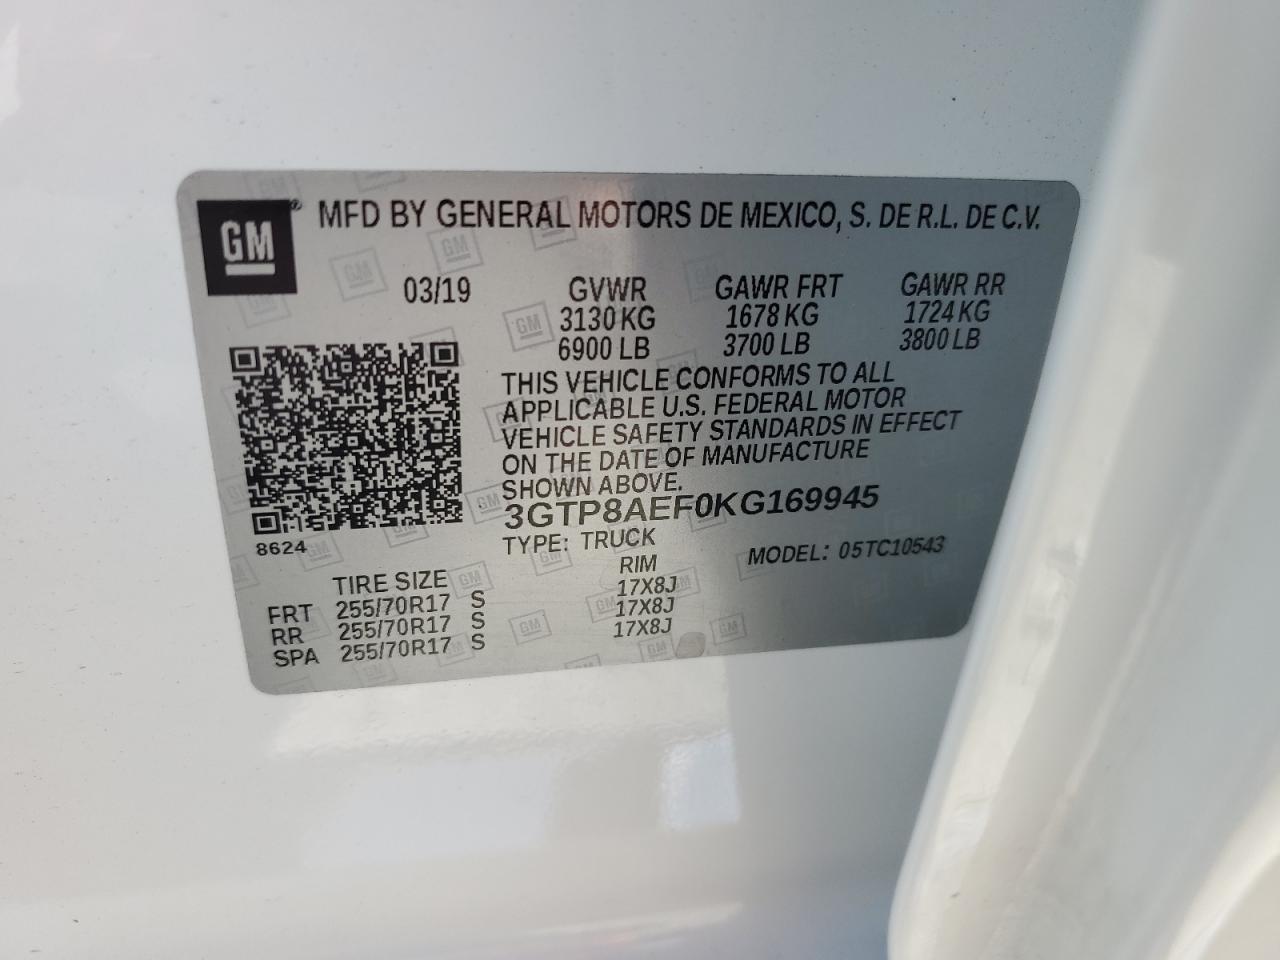 GM® MFD BY GENERAL MOTORS DE MEXICO, S. DE R.L. DE C.V.
03/19 GVWR GAWR FRT GAWR RR
3130 KG 1678 KG 1724 KG
6900 LB 3700 LB 3800 LB
THIS VEHICLE CONFORMS TO ALL
APPLICABLE U.S. FEDERAL MOTOR
VEHICLE SAFETY STANDARDS IN EFFECT
ON THE DATE OF MANUFACTURE
SHOWN ABOVE.
3GTP8AEF0KG169945
8624
TYPE: TRUCK MODEL: 05TC10543
TIRE SIZE RIM
FRT 255/70R17 S 17X8J
RR 255/70R17 S 17X8J
SPA 255/70R17 S 17X8J